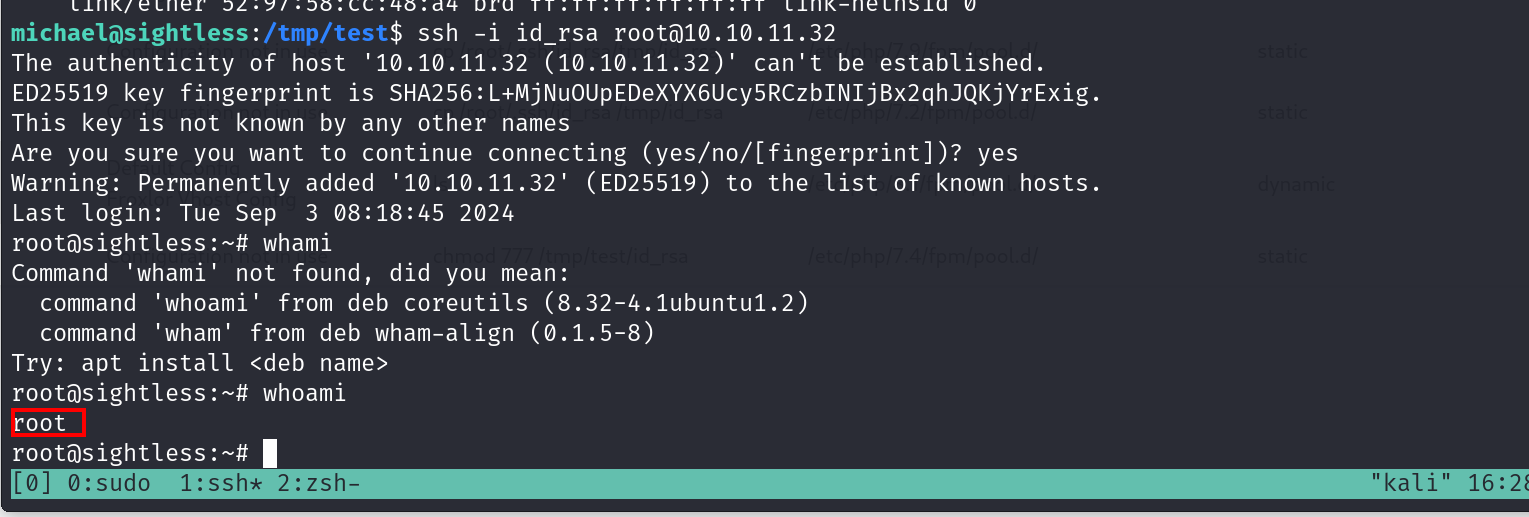 link/ether 52:97:58:cc:48:a4 brd ff:ff:ff:ff:ff:ff link-netnsid 0
michael@sightless:/tmp/test$ ssh -i id_rsa root@10.10.11.32
The authenticity of host '10.10.11.32 (10.10.11.32)' can't be established.
ED25519 key fingerprint is SHA256:L+MjNuOUpEDeXYX6Ucy5RCzbINIjBx2qhJQKjYrExig.
This key is not known by any other names
Are you sure you want to continue connecting (yes/no/[fingerprint])? yes
Warning: Permanently added '10.10.11.32' (ED25519) to the list of known hosts.
Last login: Tue Sep  3 08:18:45 2024
root@sightless:~# whami
Command 'whami' not found, did you mean:
  command 'whoami' from deb coreutils (8.32-4.1ubuntu1.2)
  command 'wham' from deb wham-align (0.1.5-8)
Try: apt install <deb name>
root@sightless:~# whoami
root
root@sightless:~#
[0] 0:sudo  1:ssh* 2:zsh-  "kali" 16:28
static
/etc/php/7.2/fpm/pool.d/ static
dynamic
Configuration not in use chmod 777 /tmp/test/id_rsa /etc/php/7.4/fpm/pool.d/ static